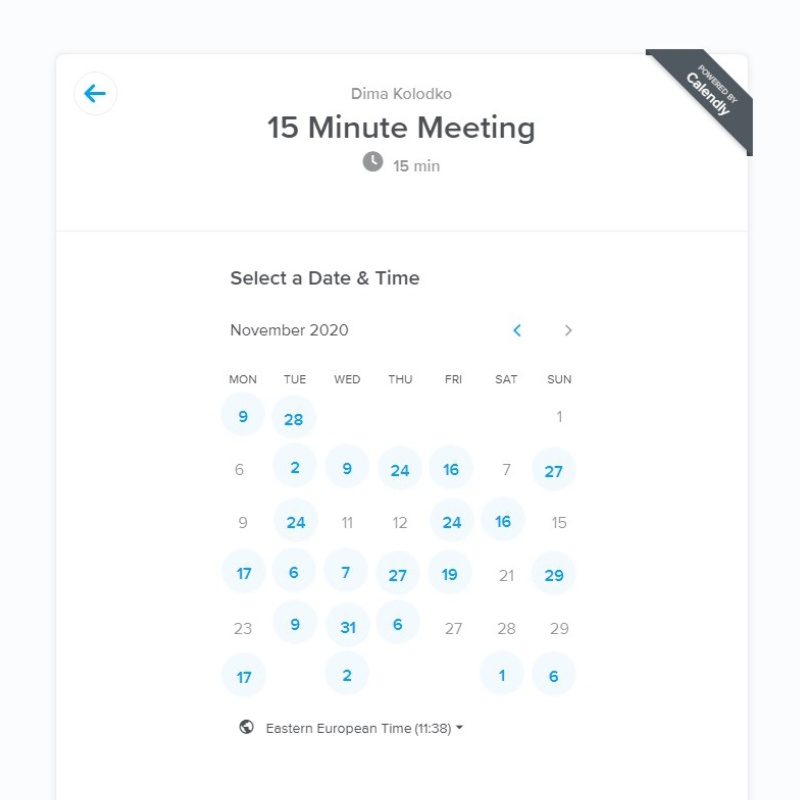 POWERED BY
Calendly
Dima Kolodko
15 Minute Meeting
15 min
Select a Date & Time
November 2020
MON TUE WED THU FRI SAT SUN
9 28 1
6 2 9 24 16 7 27
9 24 11 12 24 16 15
17 6 7 27 19 21 29
23 9 31 6 27 28 29
17 2 1 6
Eastern European Time (11:38)